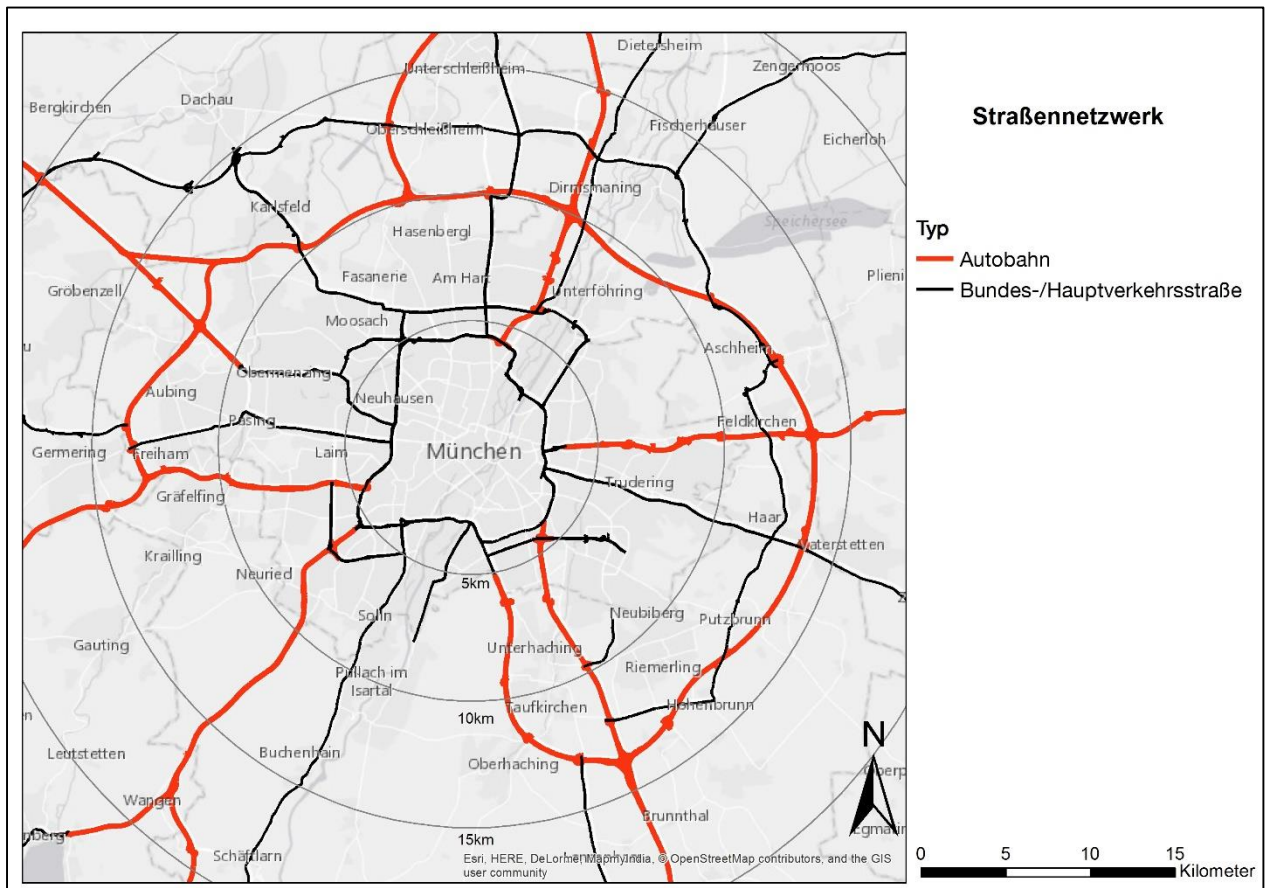 Dietersheim
Unterschleißheim
Zengermoos
Dachau
Bergkirchen
Straßennetzwerk
Fischerhäuser
Oberschleißheim
Eicherloh
Dirnismaning
Karlsfeld
Speichersee
Hasenbergl
Typ
Autobahn
Fasanerie
Am Hart
Plieni
Gröbenzell
Unterföhring
Bundes-/Hauptverkehrsstraße
Moosach
u
Aschheim
Obermenzing
Aubing
Neuhausen
Pasing
Feldkirchen
Germering
Freiham
Laim
München
Gräfelfing
Trudering
Haar
Krailling
Vaterstetten
Neuried
5km
Solln
Neubiberg
Putzbrunn
Gauting
Unterhaching
Riemerling
Pullach im
Isartal
Taufkirchen
Hohenbrunn
10km
en
N
Leutstetten
Buchenhain
Oberhaching
Oberp
Wangen
Brunnthal
nberg
Egmatin
15km
Schäftlarn
Esri, HERE, DeLorme, MapmyIndia, © OpenStreetMap contributors, and the GIS
user community
0 5 10 15
Kilometer